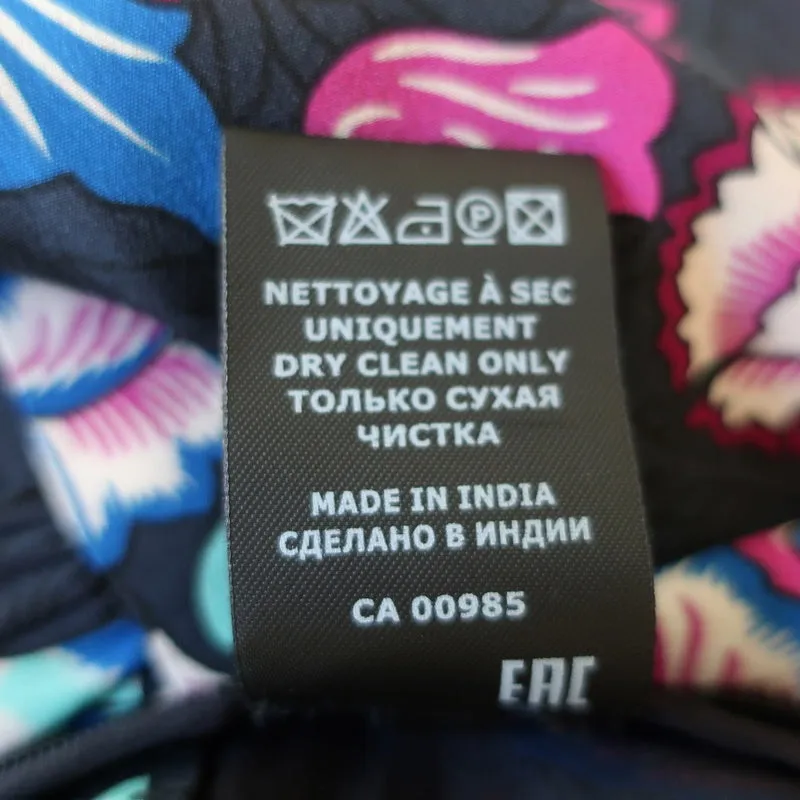 P
NETTOYAGE À SEC
UNIQUEMENT
DRY CLEAN ONLY
ТОЛЬКО СУХАЯ
ЧИСТКА
MADE IN INDIA
СДЕЛАНО В ИНДИИ
CA 00985
EAC